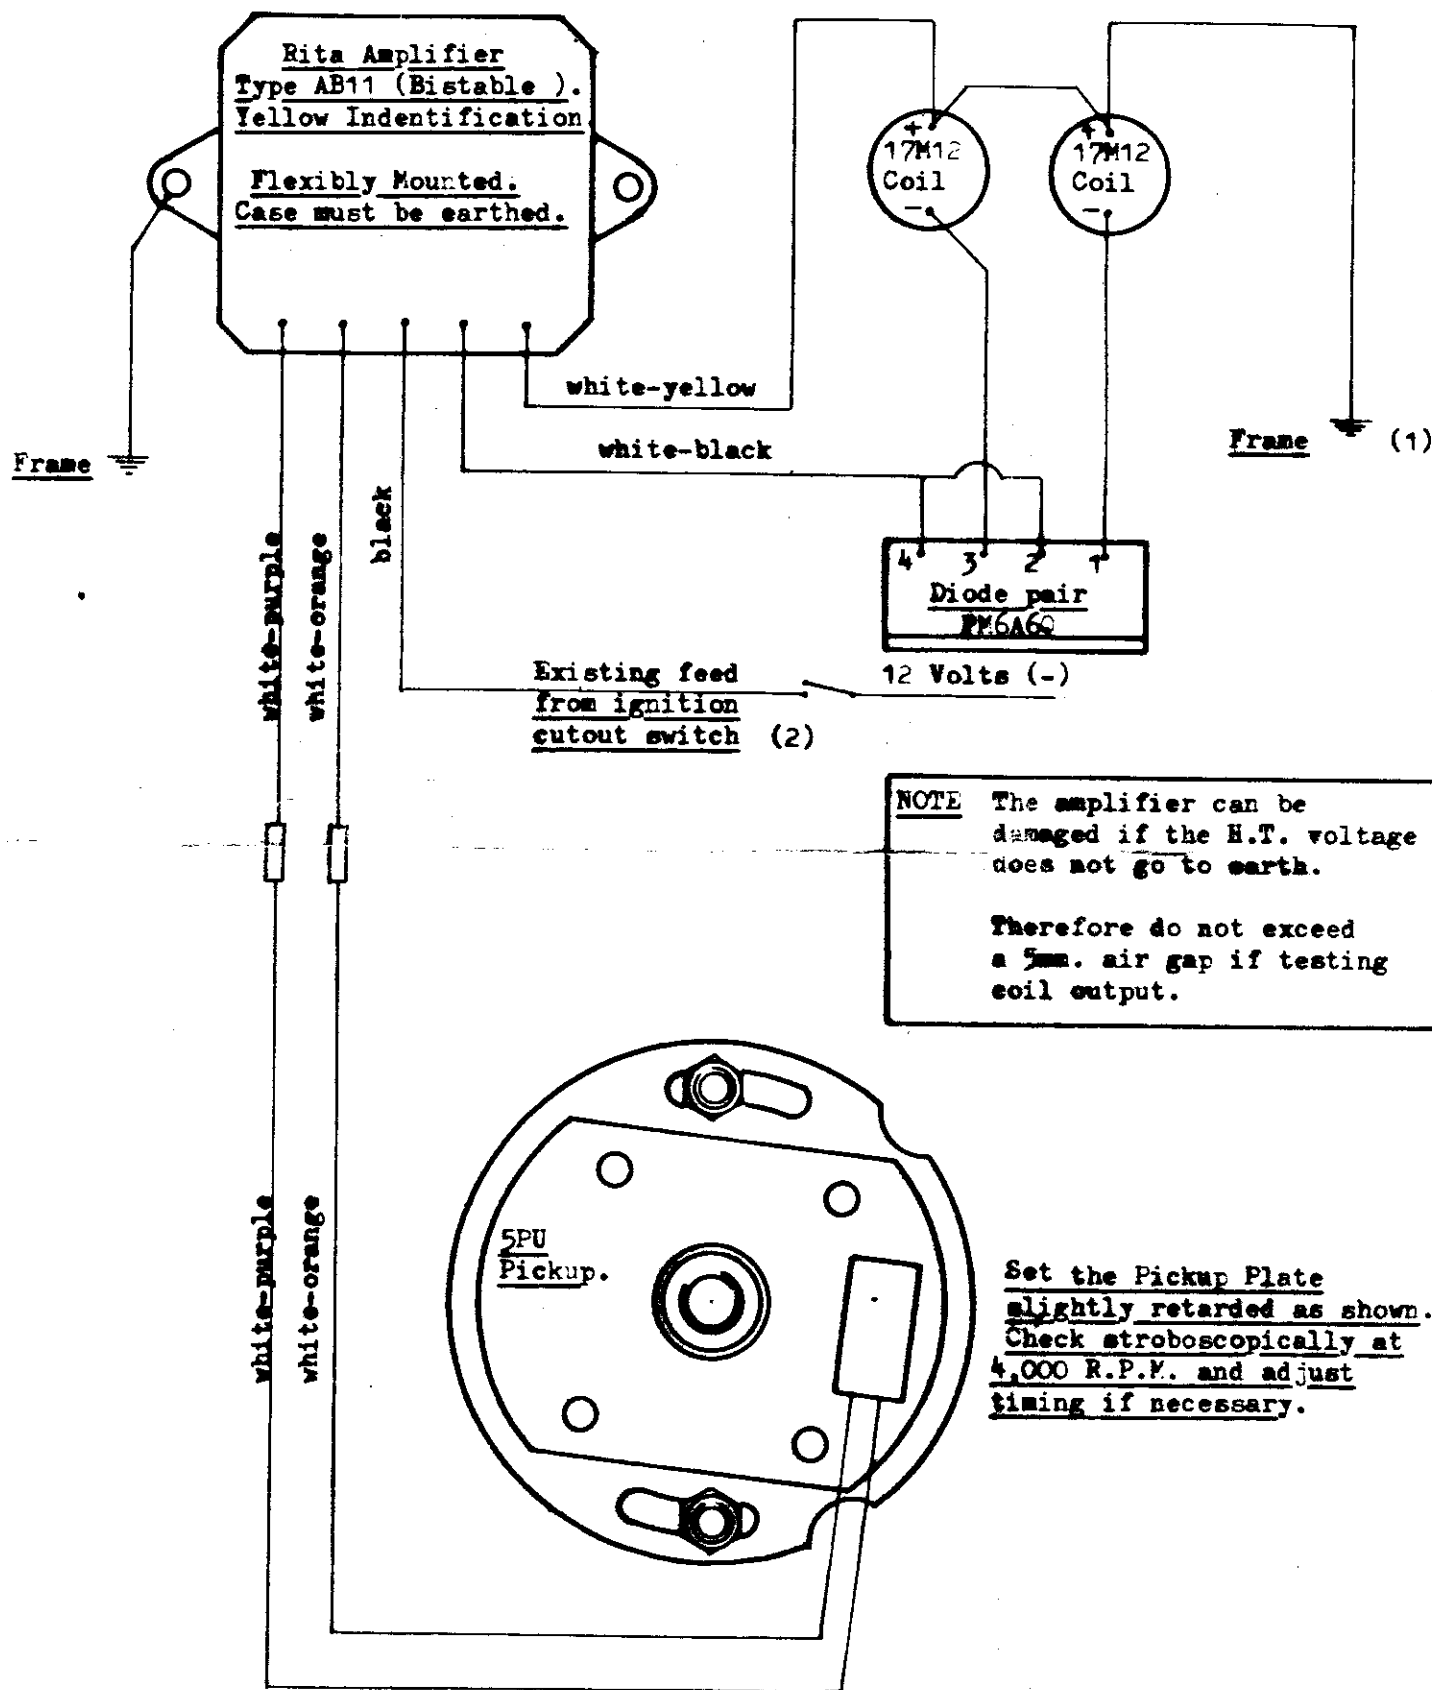 Rita Amplifier
Type AB11 (Bistable ).
Yellow Indentification
Flexibly Mounted.
Case must be earthed.
+
17M12
Coil
-
+
17M12
Coil
-
white-yellow
white-black
Frame
Frame (1)
black
white-purple
white-orange
4 3 2 1
Diode pair
Existing feed
from ignition
cutout switch (2)
12 Volts (-)
NOTE The amplifier can be
damaged if the H.T. voltage
does not go to earth.
Therefore do not exceed
a 5mm. air gap if testing
coil output.
white-purple
white-orange
5PU
Pickup.
Set the Pickup Plate
slightly retarded as shown.
Check stroboscopically at
4,000 R.P.M. and adjust
timing if necessary.